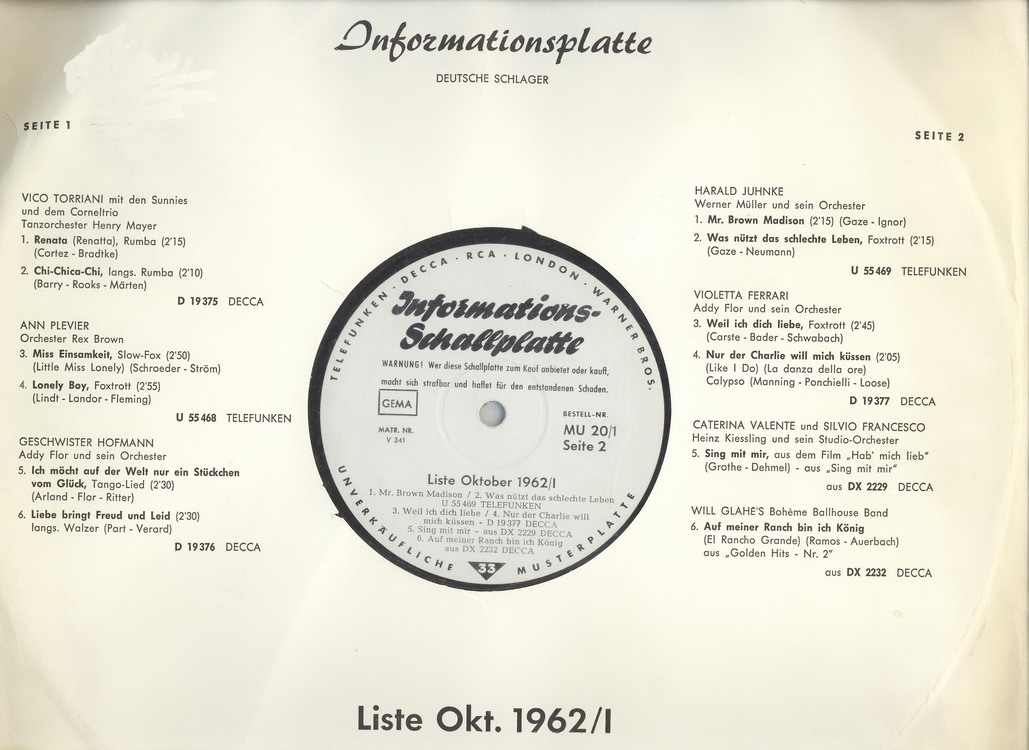 Informationsplatte
DEUTSCHE SCHLAGER
SEITE 1
VICO TORRIANI mit den Sunnies
und dem Corneltrio
Tanzorchester Henry Mayer
1. Renata (Renatta), Rumba (2'15)
(Cortez - Bradtke)
2. Chi-Chica-Chi, langs. Rumba (2'10)
(Barry - Rooks - Märten)
D 19375 DECCA
ANN PLEVIER
Orchester Rex Brown
3. Miss Einsamkeit, Slow-Fox (2'50)
(Little Miss Lonely) (Schroeder - Ström)
4. Lonely Boy, Foxtrott (2'55)
(Lindt - Landor - Fleming)
U 55468 TELEFUNKEN
GESCHWISTER HOFMANN
Addy Flor und sein Orchester
5. Ich möcht auf der Welt nur ein Stückchen
vom Glück, Tango-Lied (2'30)
(Arland - Flor - Ritter)
6. Liebe bringt Freud und Leid (2'30)
langs. Walzer (Part - Verard)
D 19376 DECCA
TELEFUNKEN · DECCA · RCA · LONDON · WARNER BROS.
Informations-
Schallplatte
WARNUNG! Wer diese Schallplatte zum Kauf anbietet oder kauft,
macht sich strafbar und haftet für den entstandenen Schaden.
GEMA
MATR. NR.
V 341
BESTELL-NR.
MU 20/1
Seite 2
Liste Oktober 1962/I
1. Mr. Brown Madison / 2. Was nützt das schlechte Leben
U 55469 TELEFUNKEN
3. Weil ich dich liebe / 4. Nur der Charlie will
mich küssen - D 19377 DECCA
5. Sing mit mir - aus DX 2229 DECCA
6. Auf meiner Ranch bin ich König
aus DX 2232 DECCA
33
UNVERKÄUFLICHE MUSTERPLATTE
SEITE 2
HARALD JUHNKE
Werner Müller und sein Orchester
1. Mr. Brown Madison (2'15) (Gaze - Ignor)
2. Was nützt das schlechte Leben, Foxtrott (2'15)
(Gaze - Neumann)
U 55469 TELEFUNKEN
VIOLETTA FERRARI
Addy Flor und sein Orchester
3. Weil ich dich liebe, Foxtrott (2'45)
(Carste - Bader - Schwabach)
4. Nur der Charlie will mich küssen (2'05)
(Like I Do) (La danza della ore)
Calypso (Manning - Ponchielli - Loose)
D 19377 DECCA
CATERINA VALENTE und SILVIO FRANCESCO
Heinz Kiessling und sein Studio-Orchester
5. Sing mit mir, aus dem Film „Hab' mich lieb"
(Grothe - Dehmel) - aus „Sing mit mir"
aus DX 2229 DECCA
WILL GLAHÉ'S Bohème Ballhouse Band
6. Auf meiner Ranch bin ich König
(El Rancho Grande) (Ramos - Auerbach)
aus „Golden Hits - Nr. 2"
aus DX 2232 DECCA
Liste Okt. 1962/I